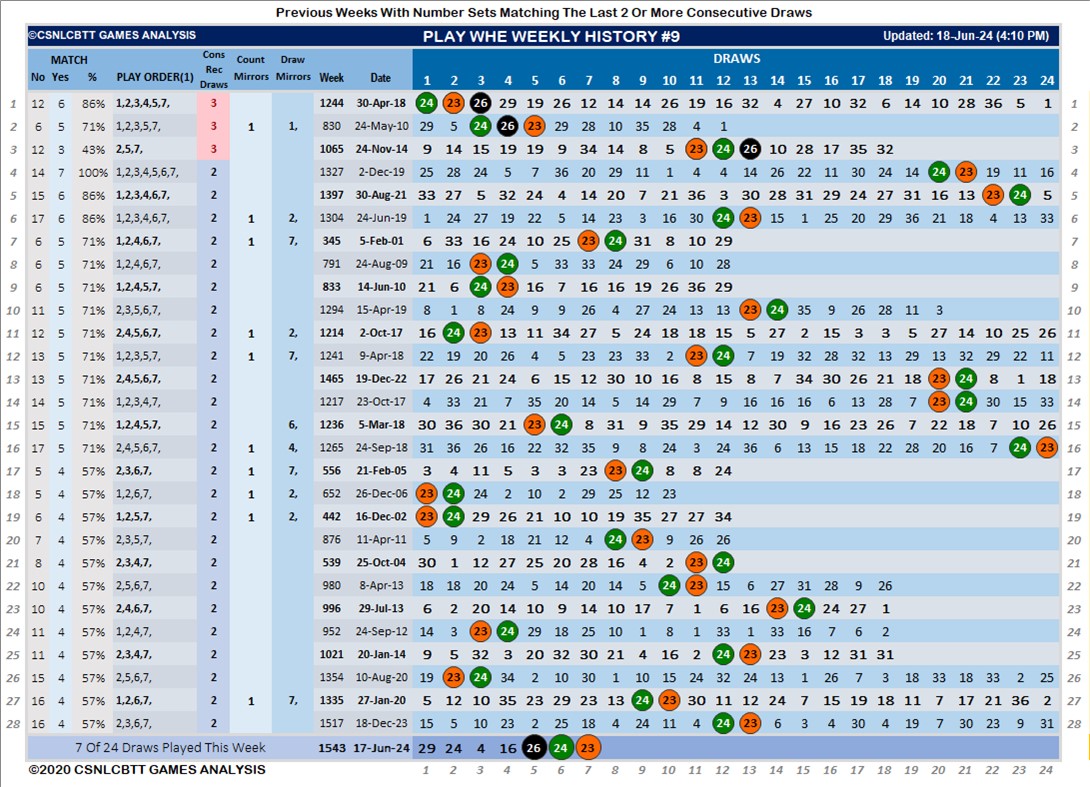 Previous Weeks With Number Sets Matching The Last 2 Or More Consecutive Draws
©CSNLCBTT GAMES ANALYSIS PLAY WHE WEEKLY HISTORY #9 Updated: 18-Jun-24 (4:10 PM)
MATCH Cons Rec Draws Count Mirrors Draw Mirrors DRAWS
No Yes % PLAY ORDER(1) Week Date 1 2 3 4 5 6 7 8 9 10 11 12 13 14 15 16 17 18 19 20 21 22 23 24
1 12 6 86% 1,2,3,4,5,7, 3 1244 30-Apr-18 24 23 26 29 19 26 12 14 14 26 19 16 32 4 27 10 32 6 14 10 28 36 5 1 1
2 6 5 71% 1,2,3,5,7, 3 1 1, 830 24-May-10 29 5 24 26 23 29 28 10 35 28 4 1 2
3 12 3 43% 2,5,7, 3 1065 24-Nov-14 9 14 15 19 19 9 34 14 8 5 23 24 26 10 28 17 35 32 3
4 14 7 100% 1,2,3,4,5,6,7, 2 1327 2-Dec-19 25 28 24 5 7 36 20 29 11 1 4 4 14 26 22 11 30 24 14 24 23 19 11 16 4
5 15 6 86% 1,2,3,4,6,7, 2 1397 30-Aug-21 33 27 5 32 24 4 14 20 7 21 36 3 30 28 31 29 24 27 31 16 13 23 24 5 5
6 17 6 86% 1,2,3,4,6,7, 2 1 2, 1304 24-Jun-19 1 24 27 19 22 5 14 23 3 16 30 24 23 15 1 25 20 29 36 21 18 4 13 33 6
7 6 5 71% 1,2,4,6,7, 2 1 7, 345 5-Feb-01 6 33 16 24 10 25 23 24 31 8 10 29 7
8 6 5 71% 1,2,4,6,7, 2 791 24-Aug-09 21 16 23 24 5 33 33 24 29 6 10 28 8
9 6 5 71% 1,2,4,5,7, 2 833 14-Jun-10 21 6 24 23 16 7 16 16 19 26 36 29 9
10 11 5 71% 2,3,5,6,7, 2 1294 15-Apr-19 8 1 8 24 9 9 26 4 27 24 13 13 23 24 35 9 26 28 11 3 10
11 12 5 71% 2,4,5,6,7, 2 1 2, 1214 2-Oct-17 16 24 23 13 11 34 27 5 24 18 18 15 5 27 2 15 3 5 5 27 14 10 25 26 11
12 13 5 71% 1,2,3,5,7, 2 1 7, 1241 9-Apr-18 22 19 20 26 4 5 23 23 33 2 23 24 7 19 32 28 32 13 29 13 32 29 22 11 12
13 13 5 71% 2,4,5,6,7, 2 1465 19-Dec-22 17 26 21 24 6 15 12 30 10 16 8 15 8 7 34 30 26 21 18 23 24 8 1 18 13
14 12 5 71% 1,2,3,4,7, 2 1217 23-Oct-17 4 33 21 7 35 20 14 5 14 29 7 9 16 16 16 6 13 28 7 23 24 30 15 33 14
15 15 5 71% 1,2,4,5,7, 2 6, 1236 5-Mar-18 30 36 30 21 23 24 8 31 9 35 29 14 12 30 9 16 23 26 7 22 18 7 10 26 15
16 17 5 71% 2,4,5,6,7, 2 1 4, 1265 24-Sep-18 31 36 26 16 22 32 35 9 8 24 3 24 36 6 13 15 18 22 28 20 16 7 24 23 16
17 5 4 57% 2,3,6,7, 2 1 7, 556 21-Feb-05 3 4 11 5 3 3 23 23 24 8 8 24 17
18 5 4 57% 1,2,6,7, 2 1 2, 652 26-Dec-06 23 24 24 2 10 2 29 25 12 23 18
19 6 4 57% 1,2,5,7, 2 1 2, 442 16-Dec-02 23 24 29 26 21 10 10 19 35 27 27 34 19
20 7 4 57% 2,3,5,7, 2 876 11-Apr-11 5 9 2 18 21 12 4 24 23 9 26 26 20
21 8 4 57% 2,3,4,7, 2 539 25-Oct-04 30 1 12 27 25 20 28 16 4 2 23 24 21
22 10 4 57% 2,5,6,7, 2 980 8-Apr-13 18 18 20 24 5 14 20 14 5 24 23 15 6 27 31 28 9 26 22
23 10 4 57% 2,4,6,7, 2 996 29-Jul-13 6 2 20 14 10 9 14 10 17 7 1 6 16 23 24 24 27 1 23
24 11 4 57% 1,2,4,7, 2 952 24-Sep-12 14 3 23 24 29 18 25 10 1 8 1 33 1 33 16 7 6 2 24
25 11 4 57% 2,3,4,7, 2 1021 20-Jan-14 9 5 32 3 20 32 30 21 4 16 2 24 23 23 3 12 31 31 25
26 15 4 57% 2,5,6,7, 2 1354 10-Aug-20 2 23 24 34 2 10 30 1 10 15 24 32 24 13 1 26 7 3 18 33 18 33 2 25 26
27 16 4 57% 1,2,6,7, 2 1 7, 1335 27-Jan-20 5 12 10 35 23 29 23 13 24 23 30 11 12 24 7 15 19 18 11 7 17 21 36 2 27
28 16 4 57% 2,3,6,7, 2 1517 18-Dec-23 15 5 10 23 2 25 18 4 24 11 4 24 23 6 3 4 30 4 19 7 30 23 9 31 28
7 Of 24 Draws Played This Week 1543 17-Jun-24 29 24 4 16 26 24 23
©2020 CSNLCBTT GAMES ANALYSIS 1 2 3 4 5 6 7 8 9 10 11 12 13 14 15 16 17 18 19 20 21 22 23 24